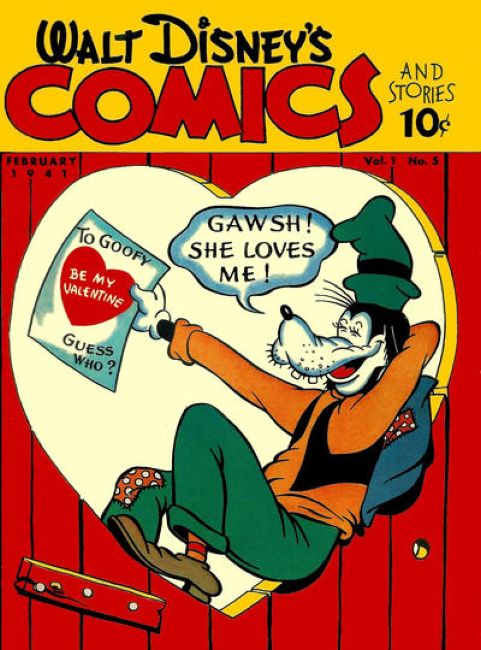 WALT DISNEY'S
COMICS
AND
STORIES
10¢
FEBRUARY
1941
Vol. 1 No. 5
GAWSH!
SHE LOVES
ME!
TO GOOFY
BE MY
VALENTINE
GUESS
WHO?